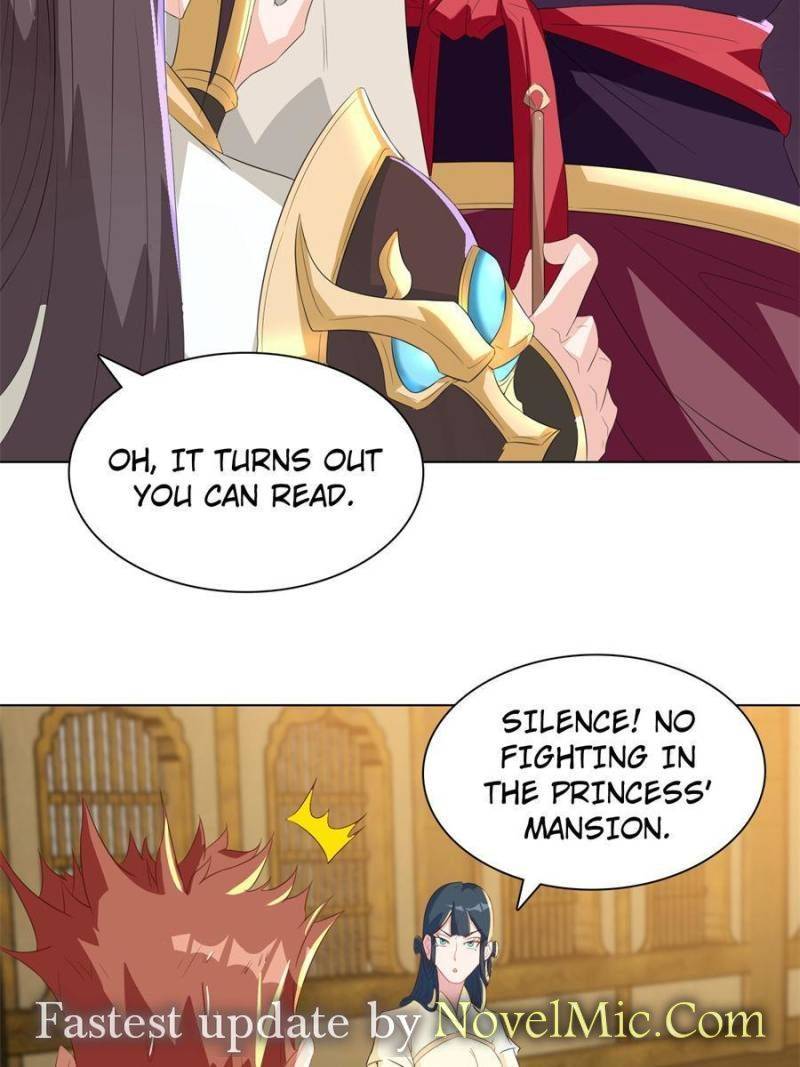 OH, IT TURNS OUT
YOU CAN READ.
SILENCE! NO
FIGHTING IN
THE PRINCESS'
MANSION.
Fastest update by NovelMic.Com